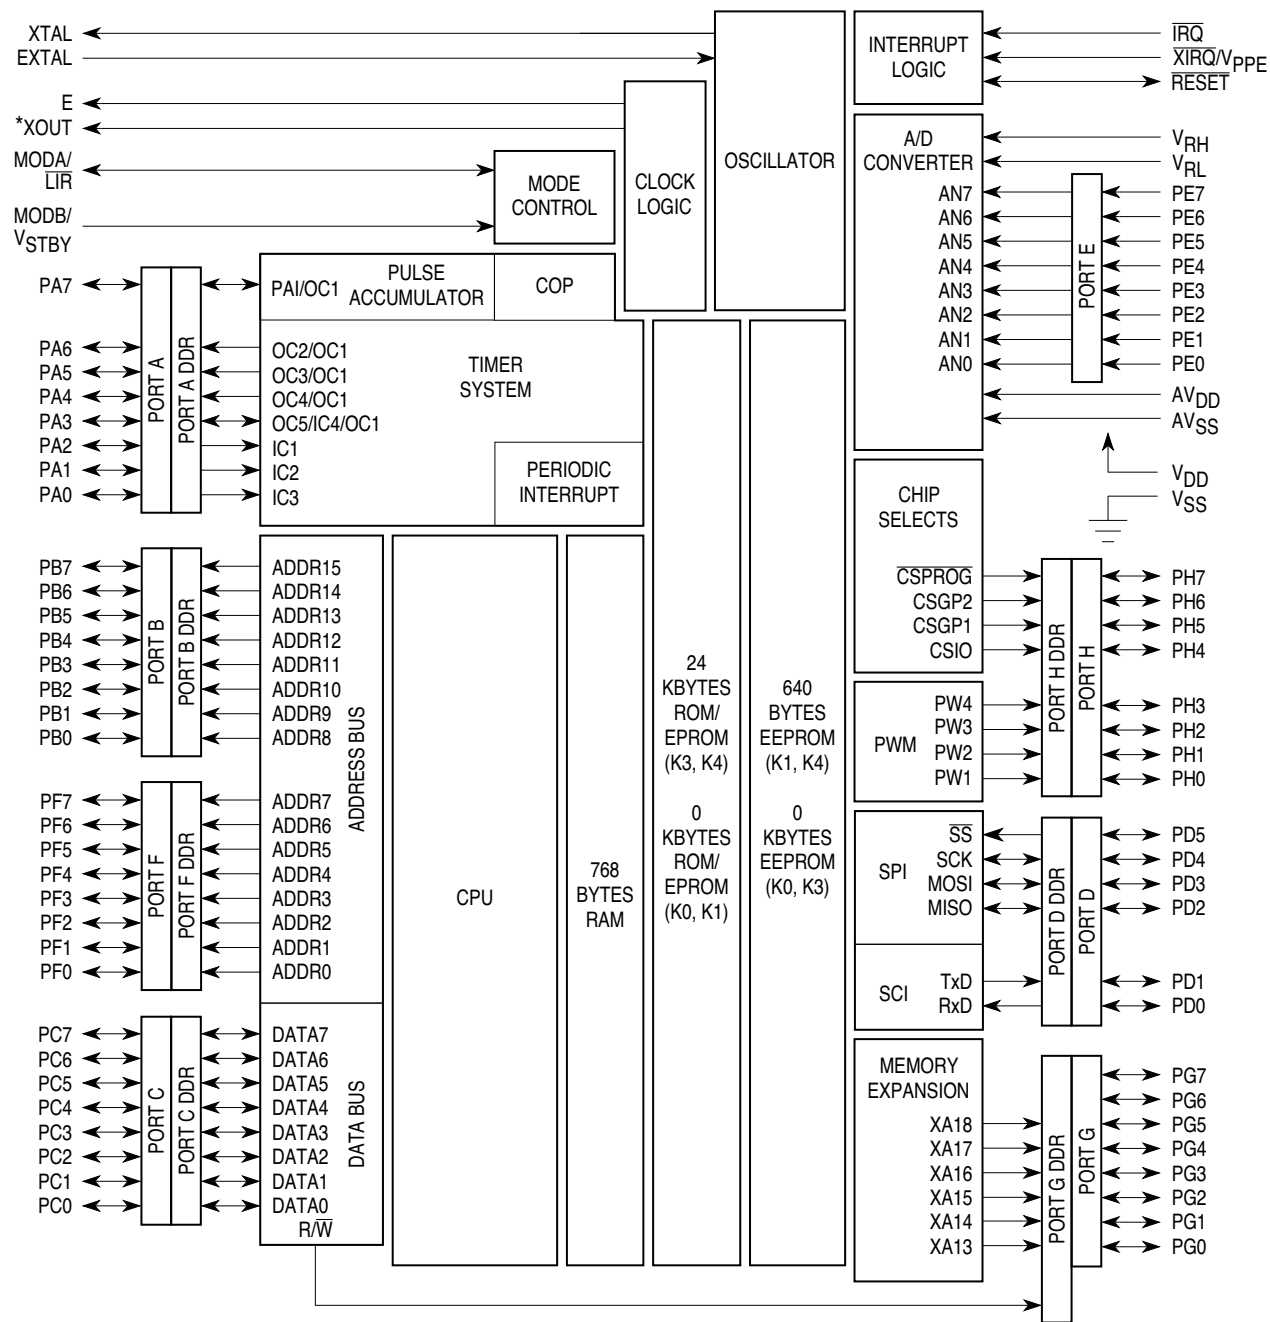 XTAL
EXTAL
E
*XOUT
MODA/
LIR
MODB/
VSTBY
MODE
CONTROL
CLOCK
LOGIC
OSCILLATOR
INTERRUPT
LOGIC
IRQ
XIRQ/VPPE
RESET
A/D
CONVERTER
AN7
AN6
AN5
AN4
AN3
AN2
AN1
AN0
PORT E
VRH
VRL
PE7
PE6
PE5
PE4
PE3
PE2
PE1
PE0
AVDD
AVSS
VDD
VSS
PA7
PA6
PA5
PA4
PA3
PA2
PA1
PA0
PORT A
PORT A DDR
PAI/OC1
PULSE
ACCUMULATOR
COP
OC2/OC1
OC3/OC1
OC4/OC1
OC5/IC4/OC1
IC1
IC2
IC3
TIMER
SYSTEM
PERIODIC
INTERRUPT
PB7
PB6
PB5
PB4
PB3
PB2
PB1
PB0
PORT B
PORT B DDR
ADDR15
ADDR14
ADDR13
ADDR12
ADDR11
ADDR10
ADDR9
ADDR8
ADDRESS BUS
PF7
PF6
PF5
PF4
PF3
PF2
PF1
PF0
PORT F
PORT F DDR
ADDR7
ADDR6
ADDR5
ADDR4
ADDR3
ADDR2
ADDR1
ADDR0
PC7
PC6
PC5
PC4
PC3
PC2
PC1
PC0
PORT C
PORT C DDR
DATA7
DATA6
DATA5
DATA4
DATA3
DATA2
DATA1
DATA0
R/W
DATA BUS
CPU
768
BYTES
RAM
24
KBYTES
ROM/
EPROM
(K3, K4)
0
KBYTES
ROM/
EPROM
(K0, K1)
640
BYTES
EEPROM
(K1, K4)
0
KBYTES
EEPROM
(K0, K3)
CHIP
SELECTS
CSPROG
CSGP2
CSGP1
CSIO
PWM
PW4
PW3
PW2
PW1
PORT H DDR
PORT H
PH7
PH6
PH5
PH4
PH3
PH2
PH1
PH0
SPI
SS
SCK
MOSI
MISO
SCI
TxD
RxD
PORT D DDR
PORT D
PD5
PD4
PD3
PD2
PD1
PD0
MEMORY
EXPANSION
XA18
XA17
XA16
XA15
XA14
XA13
PORT G DDR
PORT G
PG7
PG6
PG5
PG4
PG3
PG2
PG1
PG0